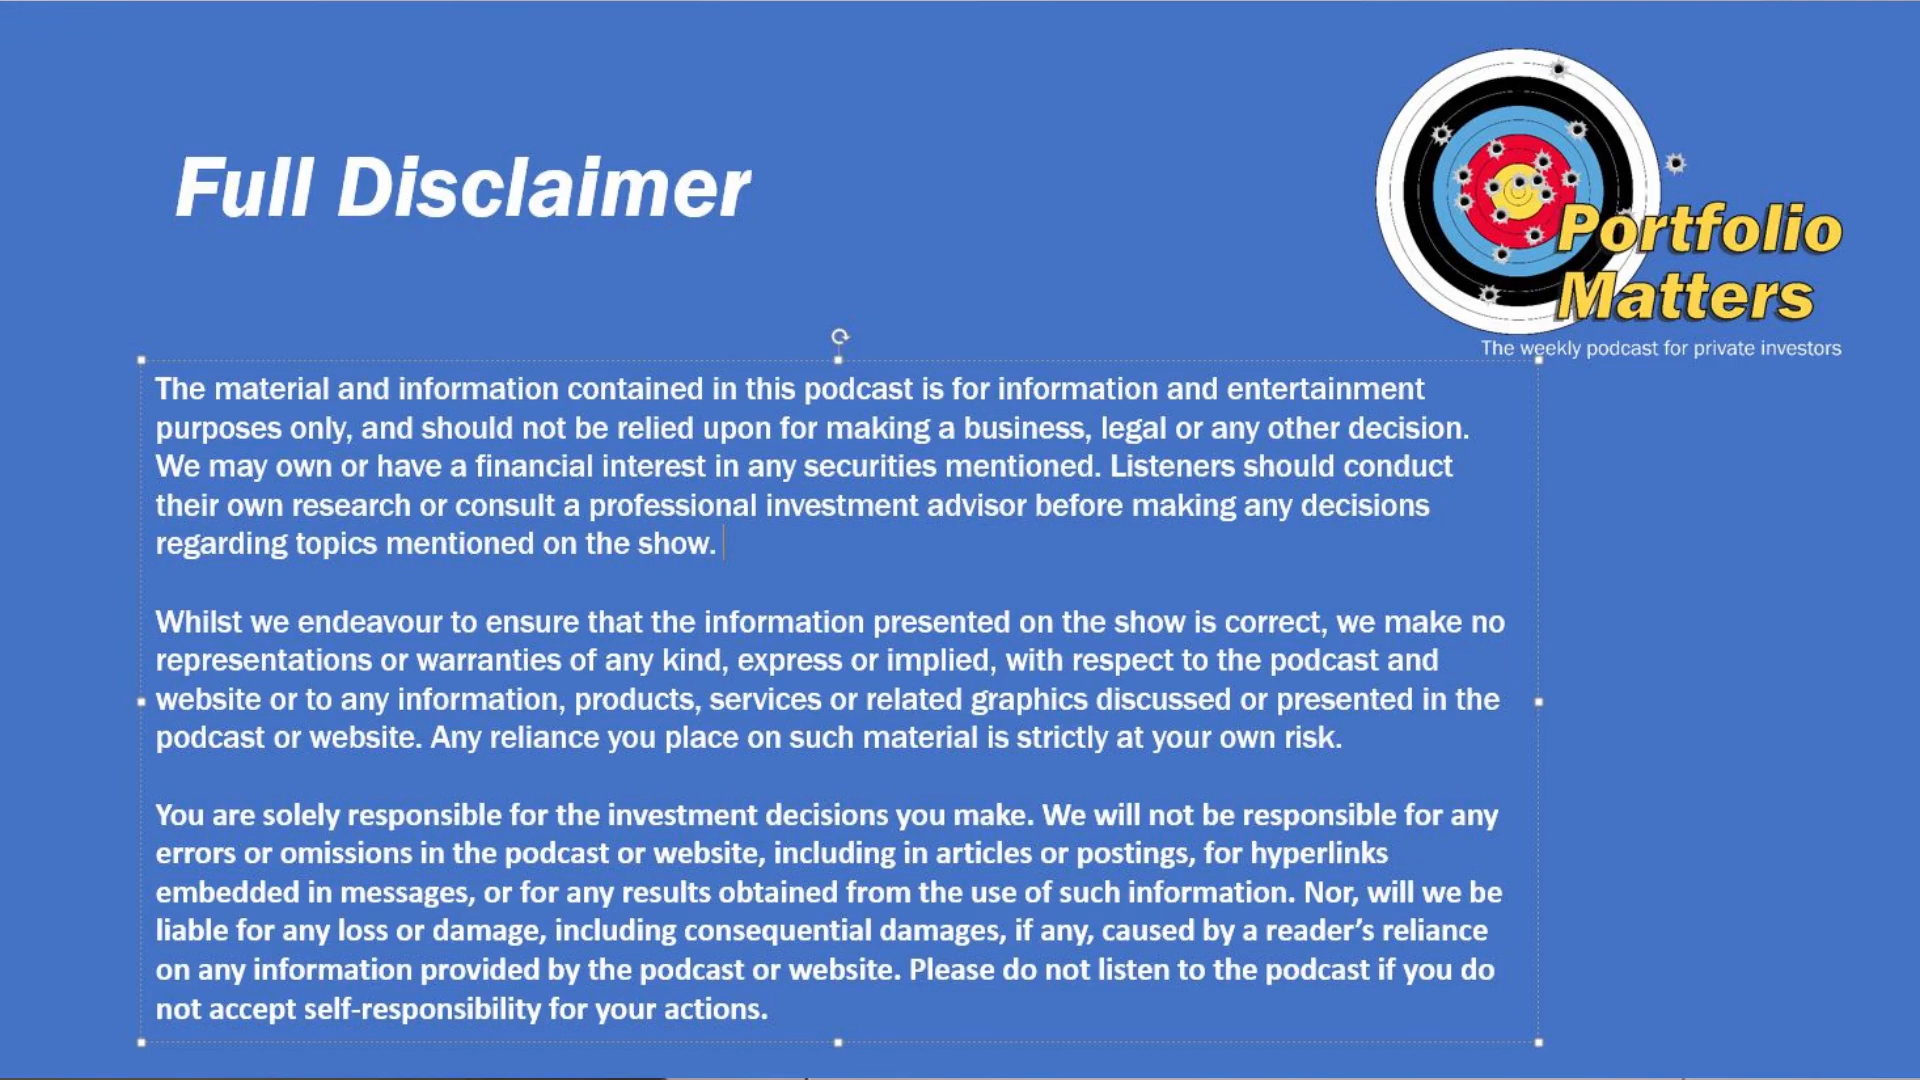 Full Disclaimer
Portfolio
Matters
The weekly podcast for private investors
The material and information contained in this podcast is for information and entertainment
purposes only, and should not be relied upon for making a business, legal or any other decision.
We may own or have a financial interest in any securities mentioned. Listeners should conduct
their own research or consult a professional investment advisor before making any decisions
regarding topics mentioned on the show.
Whilst we endeavour to ensure that the information presented on the show is correct, we make no
representations or warranties of any kind, express or implied, with respect to the podcast and
website or to any information, products, services or related graphics discussed or presented in the
podcast or website. Any reliance you place on such material is strictly at your own risk.
You are solely responsible for the investment decisions you make. We will not be responsible for any
errors or omissions in the podcast or website, including in articles or postings, for hyperlinks
embedded in messages, or for any results obtained from the use of such information. Nor, will we be
liable for any loss or damage, including consequential damages, if any, caused by a reader’s reliance
on any information provided by the podcast or website. Please do not listen to the podcast if you do
not accept self-responsibility for your actions.